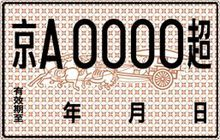 京A0000超
有效期至
年 月 日